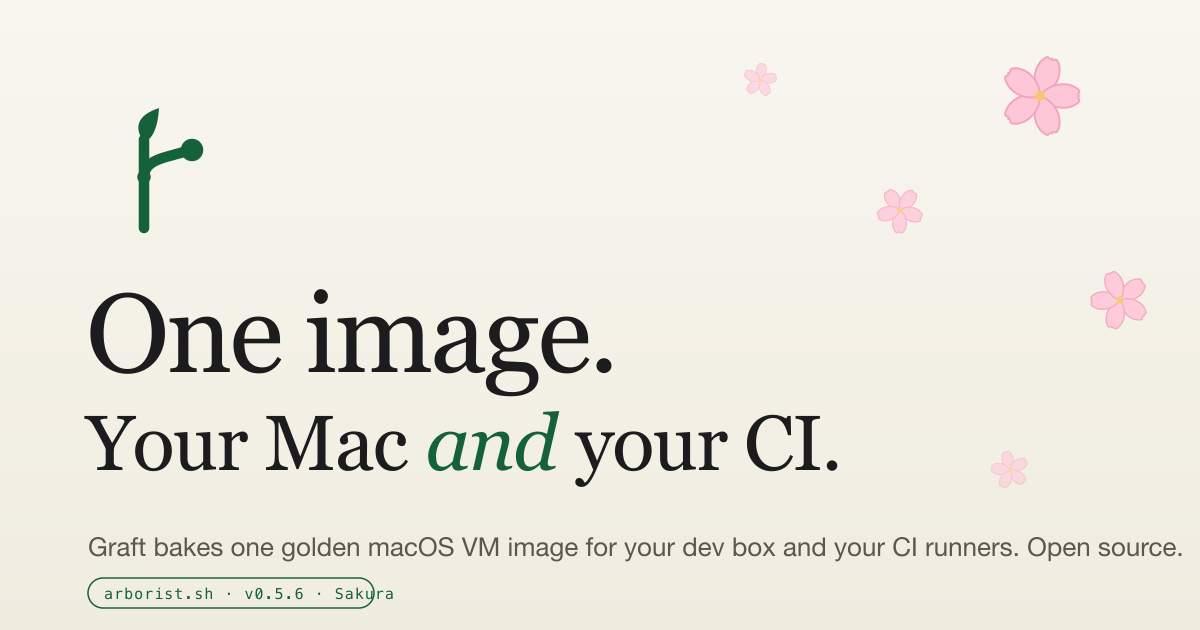 One image.
Your Mac and your CI.
Graft bakes one golden macOS VM image for your dev box and your CI runners. Open source.
arborist.sh · v0.5.6 · Sakura